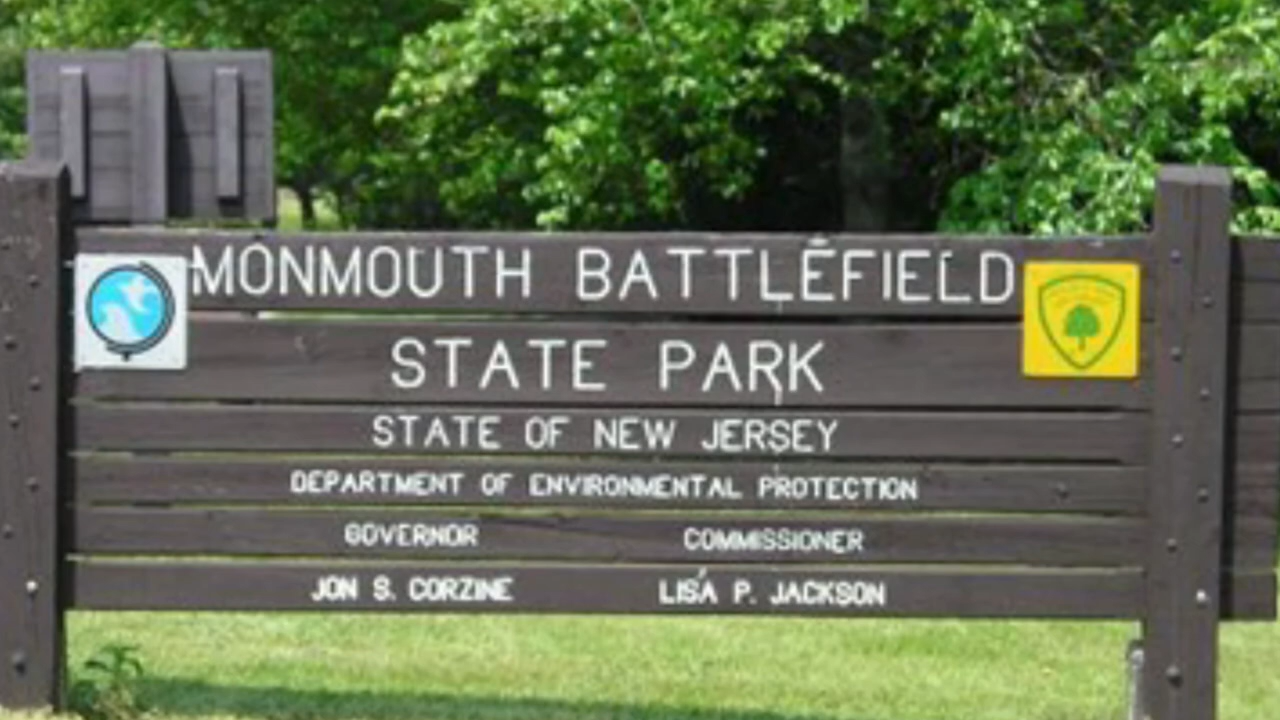 MONMOUTH BATTLEFIELD
STATE PARK
STATE OF NEW JERSEY
DEPARTMENT OF ENVIRONMENTAL PROTECTION
GOVERNOR COMMISSIONER
JON S. CORZINE LISA P. JACKSON